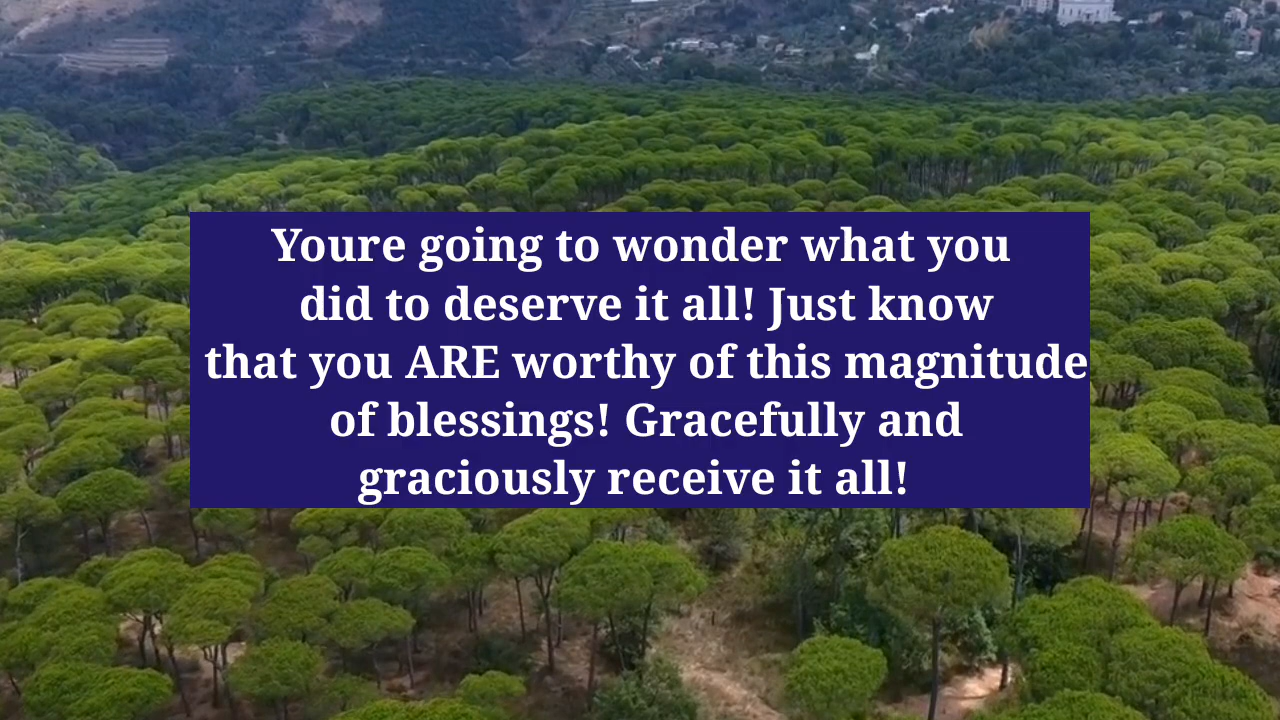 Youre going to wonder what you
did to deserve it all! Just know
that you ARE worthy of this magnitude
of blessings! Gracefully and
graciously receive it all!